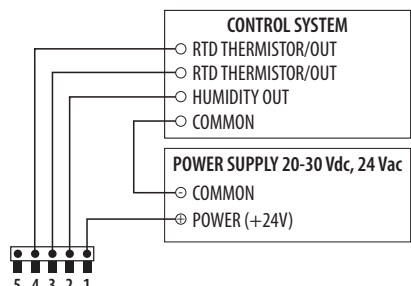 CONTROL SYSTEM
RTD THERMISTOR/OUT
RTD THERMISTOR/OUT
HUMIDITY OUT
COMMON
POWER SUPPLY 20-30 Vdc, 24 Vac
COMMON
POWER (+24V)
5 4 3 2 1